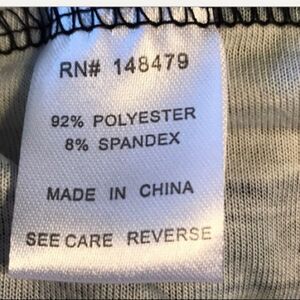 RN# 148479
92% POLYESTER
8% SPANDEX
MADE IN CHINA
SEE CARE REVERSE